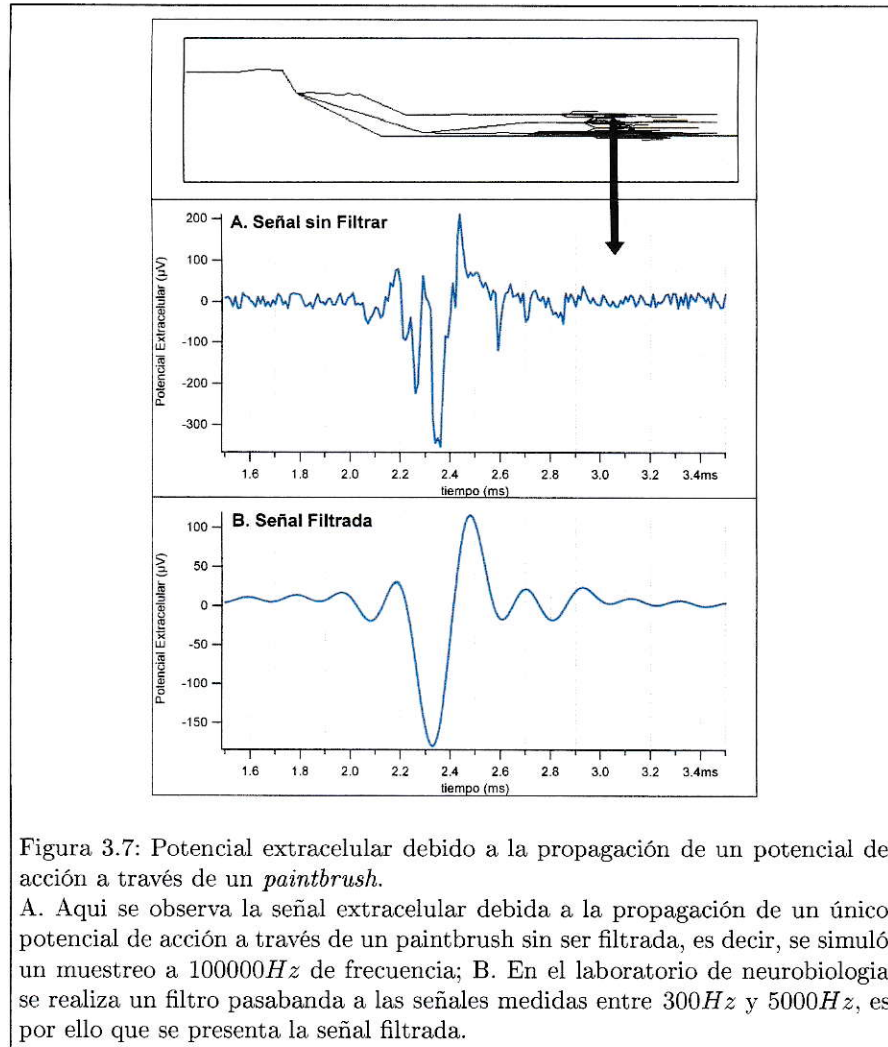 A. Señal sin Filtrar
Potencial Extracelular (µV)
200
100
0
-100
-200
-300
1.6 1.8 2.0 2.2 2.4 2.6 2.8 3.0 3.2 3.4ms
tiempo (ms)
B. Señal Filtrada
Potencial Extracelular (µV)
100
50
0
-50
-100
-150
1.6 1.8 2.0 2.2 2.4 2.6 2.8 3.0 3.2 3.4ms
tiempo (ms)
Figura 3.7: Potencial extracelular debido a la propagación de un potencial de
acción a través de un paintbrush.
A. Aqui se observa la señal extracelular debida a la propagación de un único
potencial de acción a través de un paintbrush sin ser filtrada, es decir, se simuló
un muestreo a 100000Hz de frecuencia; B. En el laboratorio de neurobiologia
se realiza un filtro pasabanda a las señales medidas entre 300Hz y 5000Hz, es
por ello que se presenta la señal filtrada.